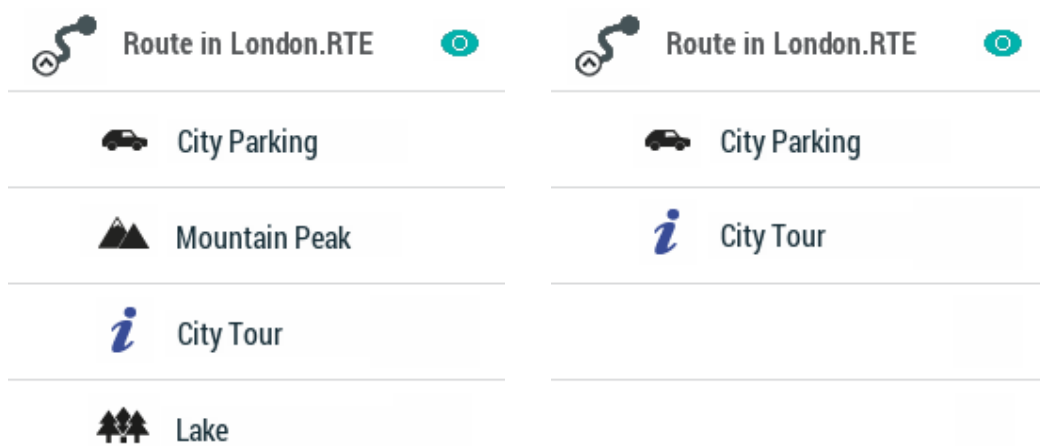 Route in London.RTE
City Parking
Mountain Peak
City Tour
Lake
Route in London.RTE
City Parking
City Tour